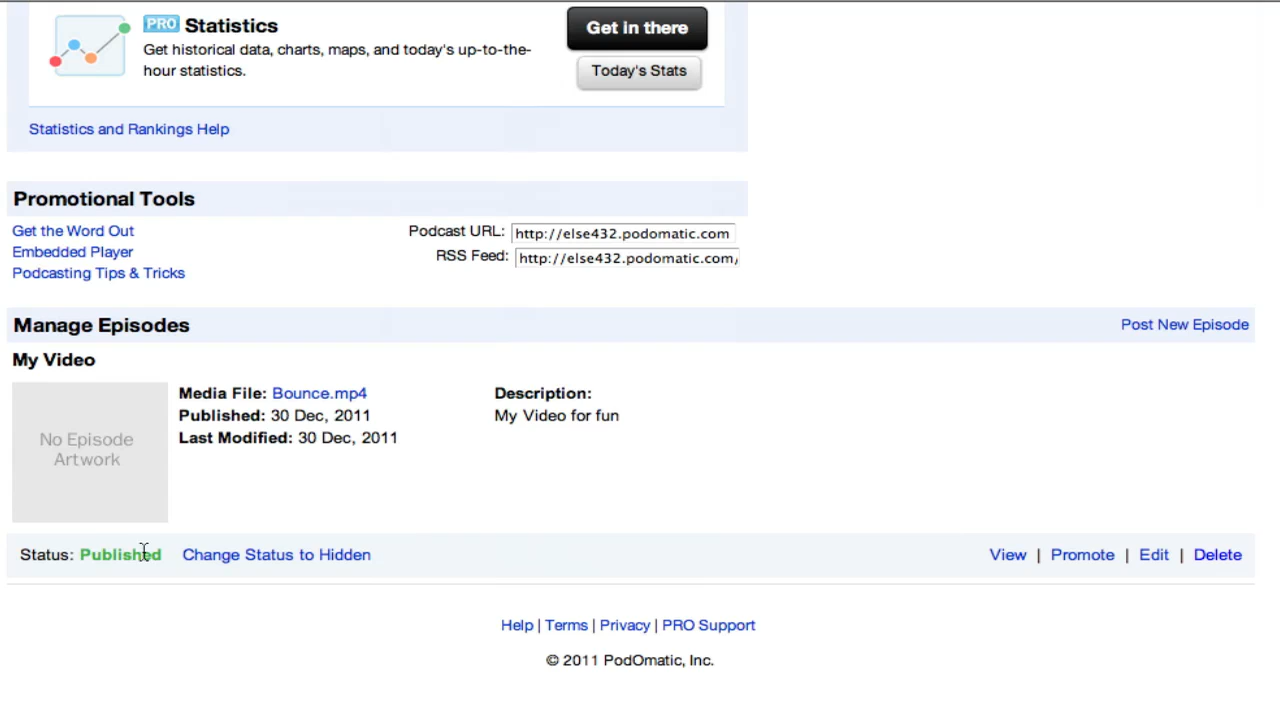 PRO Statistics
Get in there
Get historical data, charts, maps, and today's up-to-the-
hour statistics.
Today's Stats
Statistics and Rankings Help
Promotional Tools
Get the Word Out
Podcast URL: http://else432.podomatic.com
Embedded Player
RSS Feed: http://else432.podomatic.com/
Podcasting Tips & Tricks
Manage Episodes
Post New Episode
My Video
No Episode
Artwork
Media File: Bounce.mp4
Published: 30 Dec, 2011
Last Modified: 30 Dec, 2011
Description:
My Video for fun
Status: Published Change Status to Hidden
View | Promote | Edit | Delete
Help | Terms | Privacy | PRO Support
© 2011 PodOmatic, Inc.